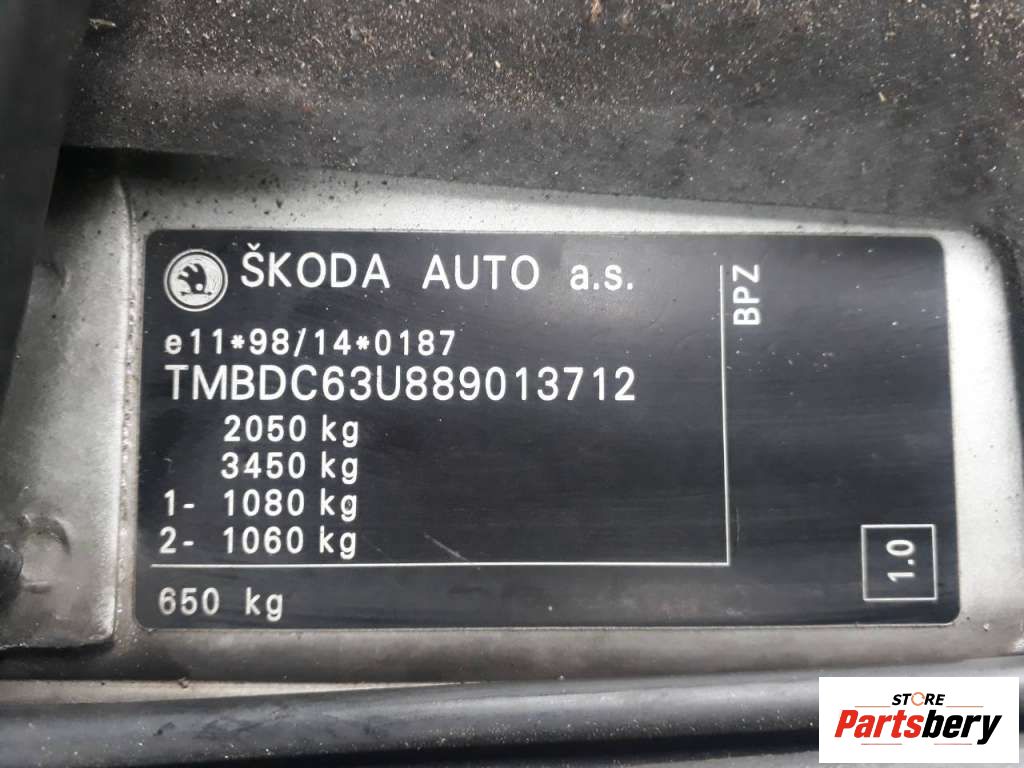 ŠKODA AUTO a.s.
e11*98/14*0187
TMBDC63U889013712
2050 kg
3450 kg
1- 1080 kg
2- 1060 kg
650 kg
BPZ
1.0
STORE
Partsbery